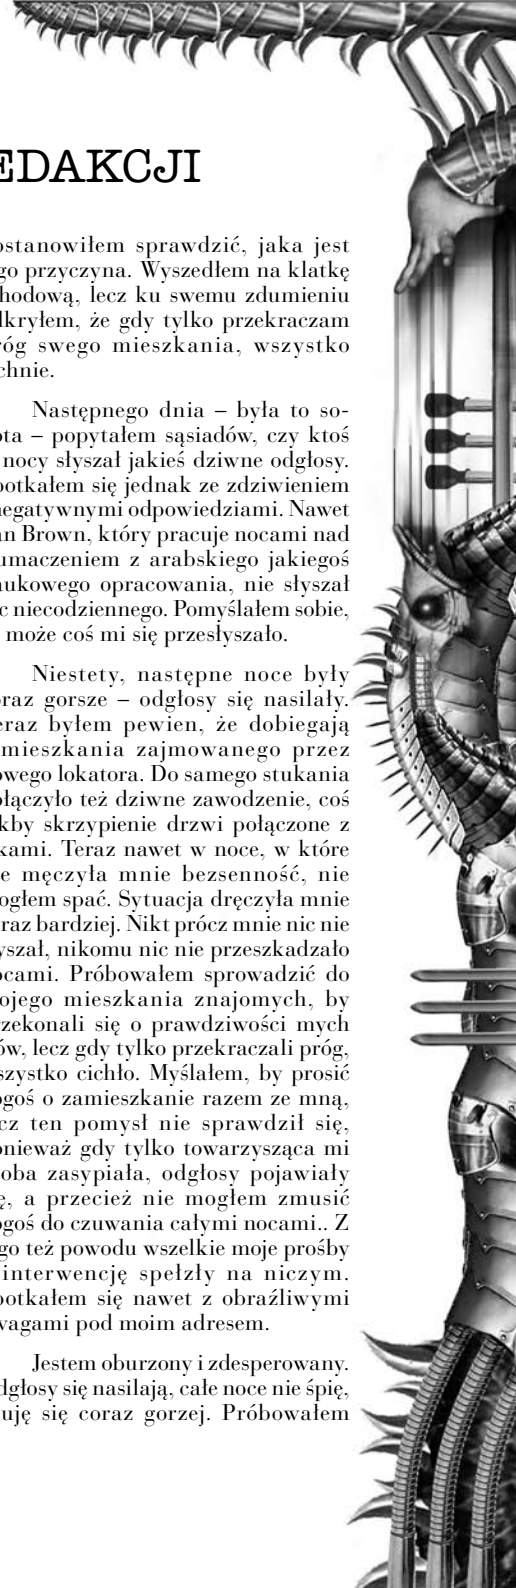 EDAKCJI
ostanowiłem sprawdzić, jaka jest
go przyczyna. Wyszedłem na klatkę
hodową, lecz ku swemu zdumieniu
dkryłem, że gdy tylko przekraczam
róg swego mieszkania, wszystko
chnie.
Następnego dnia – była to so-
ota – popytałem sąsiadów, czy ktoś
nocy słyszał jakieś dziwne odgłosy.
potkałem się jednak ze zdziwieniem
negatywnymi odpowiedziami. Nawet
an Brown, który pracuje nocami nad
umaczeniem z arabskiego jakiegoś
aukowego opracowania, nie słyszał
c niecodziennego. Pomyślałem sobie,
może coś mi się przesłyszało.
Niestety, następne noce były
oraz gorsze – odgłosy się nasilały.
eraz byłem pewien, że dobiegają
mieszkania zajmowanego przez
owego lokatora. Do samego stukania
ołączyło też dziwne zawodzenie, coś
kby skrzypienie drzwi połączone z
kami. Teraz nawet w noce, w które
e męczyła mnie bezsenność, nie
ogłem spać. Sytuacja dręczyła mnie
raz bardziej. Nikt prócz mnie nic nie
yszał, nikomu nic nie przeszkadzało
ocami. Próbowałem sprowadzić do
ojego mieszkania znajomych, by
zekonali się o prawdziwości mych
ów, lecz gdy tylko przekraczali próg,
szystko cichło. Myślałem, by prosić
ogoś o zamieszkanie razem ze mną,
cz ten pomysł nie sprawdził się,
onieważ gdy tylko towarzysząca mi
oba zasypiała, odgłosy pojawiały
ę, a przecież nie mogłem zmusić
ogoś do czuwania całymi nocami.. Z
go też powodu wszelkie moje prośby
interwencję spełzły na niczym.
potkałem się nawet z obraźliwymi
wagami pod moim adresem.
Jestem oburzony i zdesperowany.
dgłosy się nasilają, całe noce nie śpię,
uję się coraz gorzej. Próbowałem